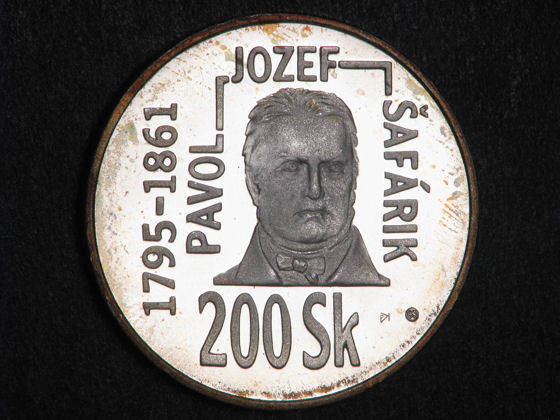 1795-1861
PAVOL
JOZEF
ŠAFÁRIK
200 Sk